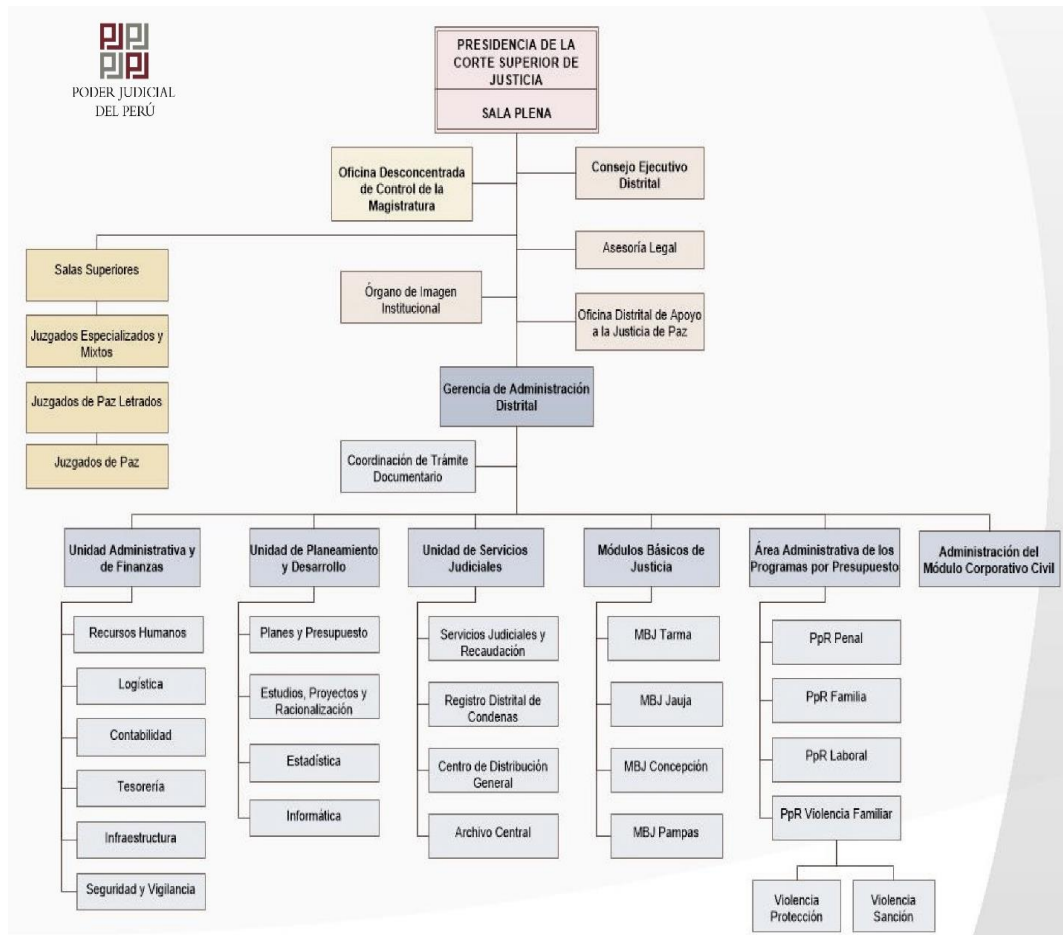 PODER JUDICIAL
DEL PERÚ
PRESIDENCIA DE LA
CORTE SUPERIOR DE
JUSTICIA
SALA PLENA
Oficina Desconcentrada
de Control de la
Magistratura
Consejo Ejecutivo
Distrital
Asesoría Legal
Salas Superiores
Órgano de Imagen
Institucional
Oficina Distrital de Apoyo
a la Justicia de Paz
Juzgados Especializados y
Mixtos
Juzgados de Paz Letrados
Juzgados de Paz
Gerencia de Administración
Distrital
Coordinación de Trámite
Documentario
Unidad Administrativa y
de Finanzas
Recursos Humanos
Logística
Contabilidad
Tesorería
Infraestructura
Seguridad y Vigilancia
Unidad de Planeamiento
y Desarrollo
Planes y Presupuesto
Estudios, Proyectos y
Racionalización
Estadística
Informática
Unidad de Servicios
Judiciales
Servicios Judiciales y
Recaudación
Registro Distrital de
Condenas
Centro de Distribución
General
Archivo Central
Módulos Básicos de
Justicia
MBJ Tarma
MBJ Jauja
MBJ Concepción
MBJ Pampas
Área Administrativa de los
Programas por Presupuesto
PpR Penal
PpR Familia
PpR Laboral
PpR Violencia Familiar
Violencia
Protección
Violencia
Sanción
Administración del
Módulo Corporativo Civil